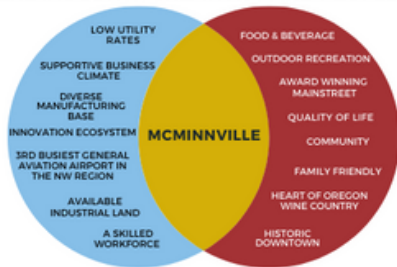 LOW UTILITY
RATES
SUPPORTIVE BUSINESS
CLIMATE
DIVERSE
MANUFACTURING
BASE
INNOVATION ECOSYSTEM
3RD BUSIEST GENERAL
AVIATION AIRPORT IN
THE NW REGION
AVAILABLE
INDUSTRIAL LAND
A SKILLED
WORKFORCE
MCMINNVILLE
FOOD & BEVERAGE
OUTDOOR RECREATION
AWARD WINNING
MAINSTREET
QUALITY OF LIFE
COMMUNITY
FAMILY FRIENDLY
HEART OF OREGON
WINE COUNTRY
HISTORIC
DOWNTOWN